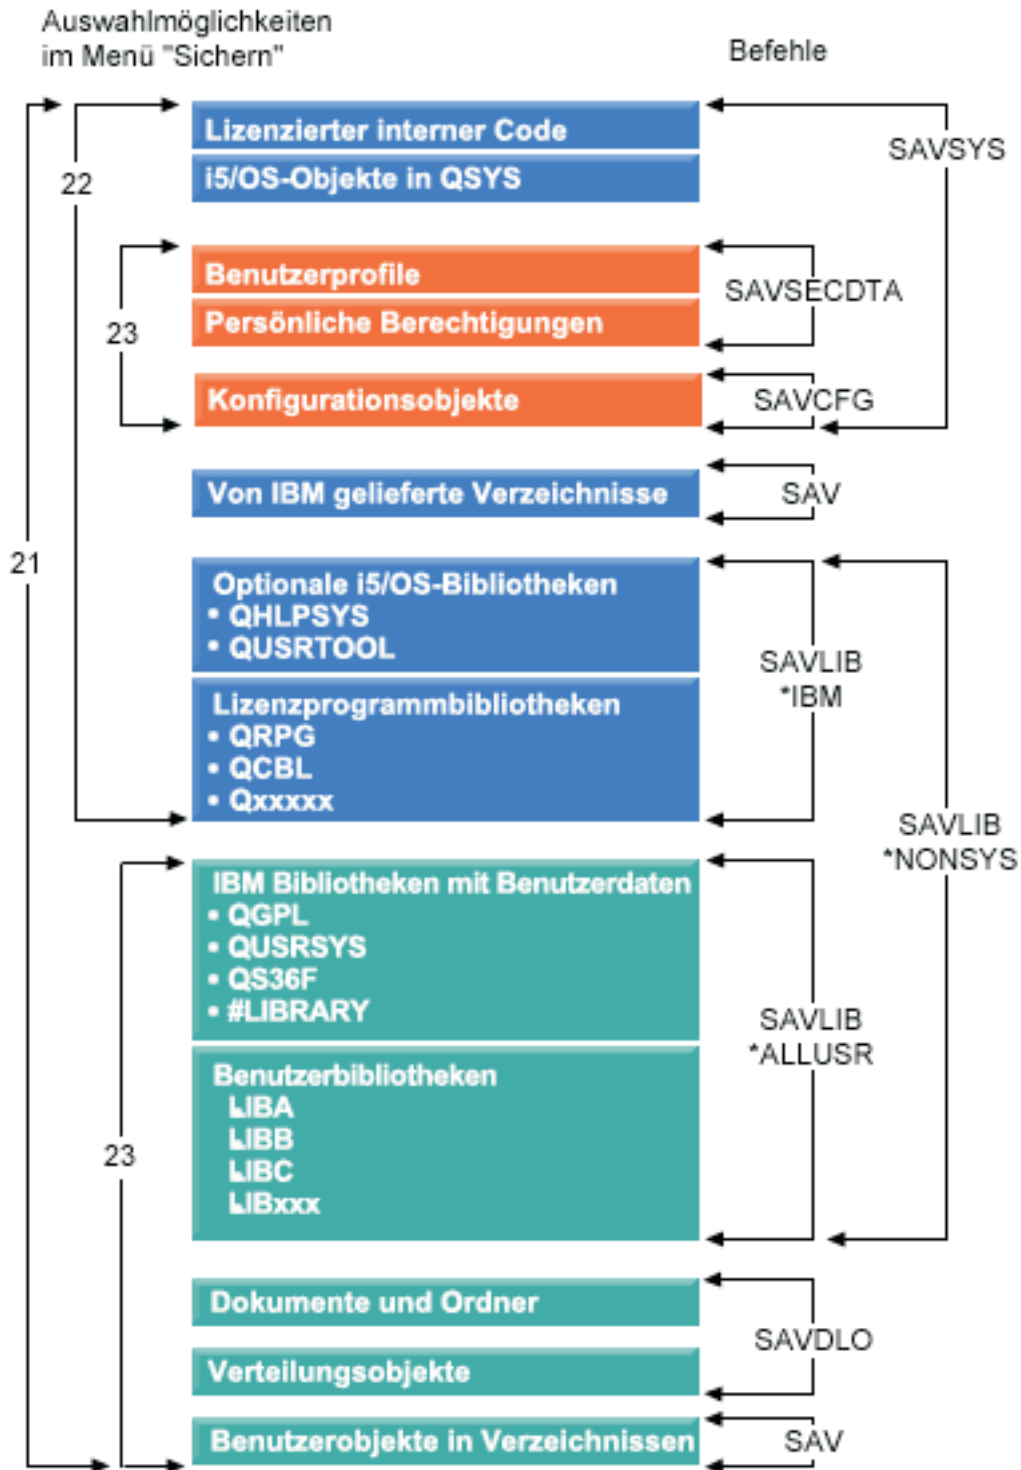 Auswahlmöglichkeiten
im Menü "Sichern"
Befehle
Lizenzierter interner Code
i5/OS-Objekte in QSYS
SAVSYS
22
Benutzerprofile
Persönliche Berechtigungen
SAVSECDTA
23
Konfigurationsobjekte
SAVCFG
Von IBM gelieferte Verzeichnisse
SAV
21
Optionale i5/OS-Bibliotheken
• QHLPSYS
• QUSRTOOL
SAVLIB
*IBM
Lizenzprogrammbibliotheken
• QRPG
• QCBL
• Qxxxxx
SAVLIB
*NONSYS
IBM Bibliotheken mit Benutzerdaten
• QGPL
• QUSRSYS
• QS36F
• #LIBRARY
SAVLIB
*ALLUSR
Benutzerbibliotheken
LIBA
LIBB
LIBC
LIBxxx
23
Dokumente und Ordner
SAVDLO
Verteilungsobjekte
Benutzerobjekte in Verzeichnissen
SAV